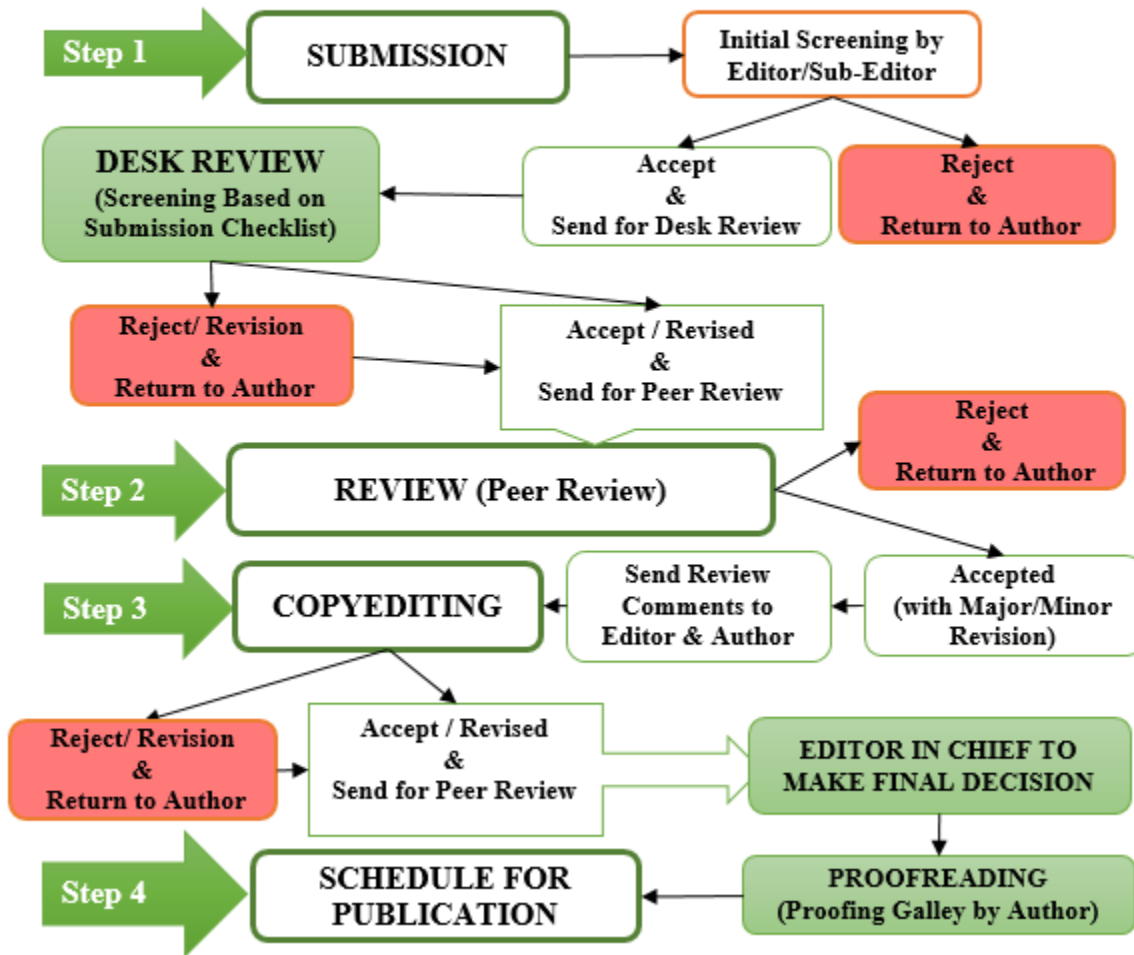 Step 1
SUBMISSION
Initial Screening by
Editor/Sub-Editor
Accept
&
Send for Desk Review
Reject
&
Return to Author
DESK REVIEW
(Screening Based on
Submission Checklist)
Reject/ Revision
&
Return to Author
Accept / Revised
&
Send for Peer Review
Reject
&
Return to Author
Step 2
REVIEW (Peer Review)
Accepted
(with Major/Minor
Revision)
Send Review
Comments to
Editor & Author
Step 3
COPYEDITING
Reject/ Revision
&
Return to Author
Accept / Revised
&
Send for Peer Review
EDITOR IN CHIEF TO
MAKE FINAL DECISION
PROOFREADING
(Proofing Galley by Author)
Step 4
SCHEDULE FOR
PUBLICATION